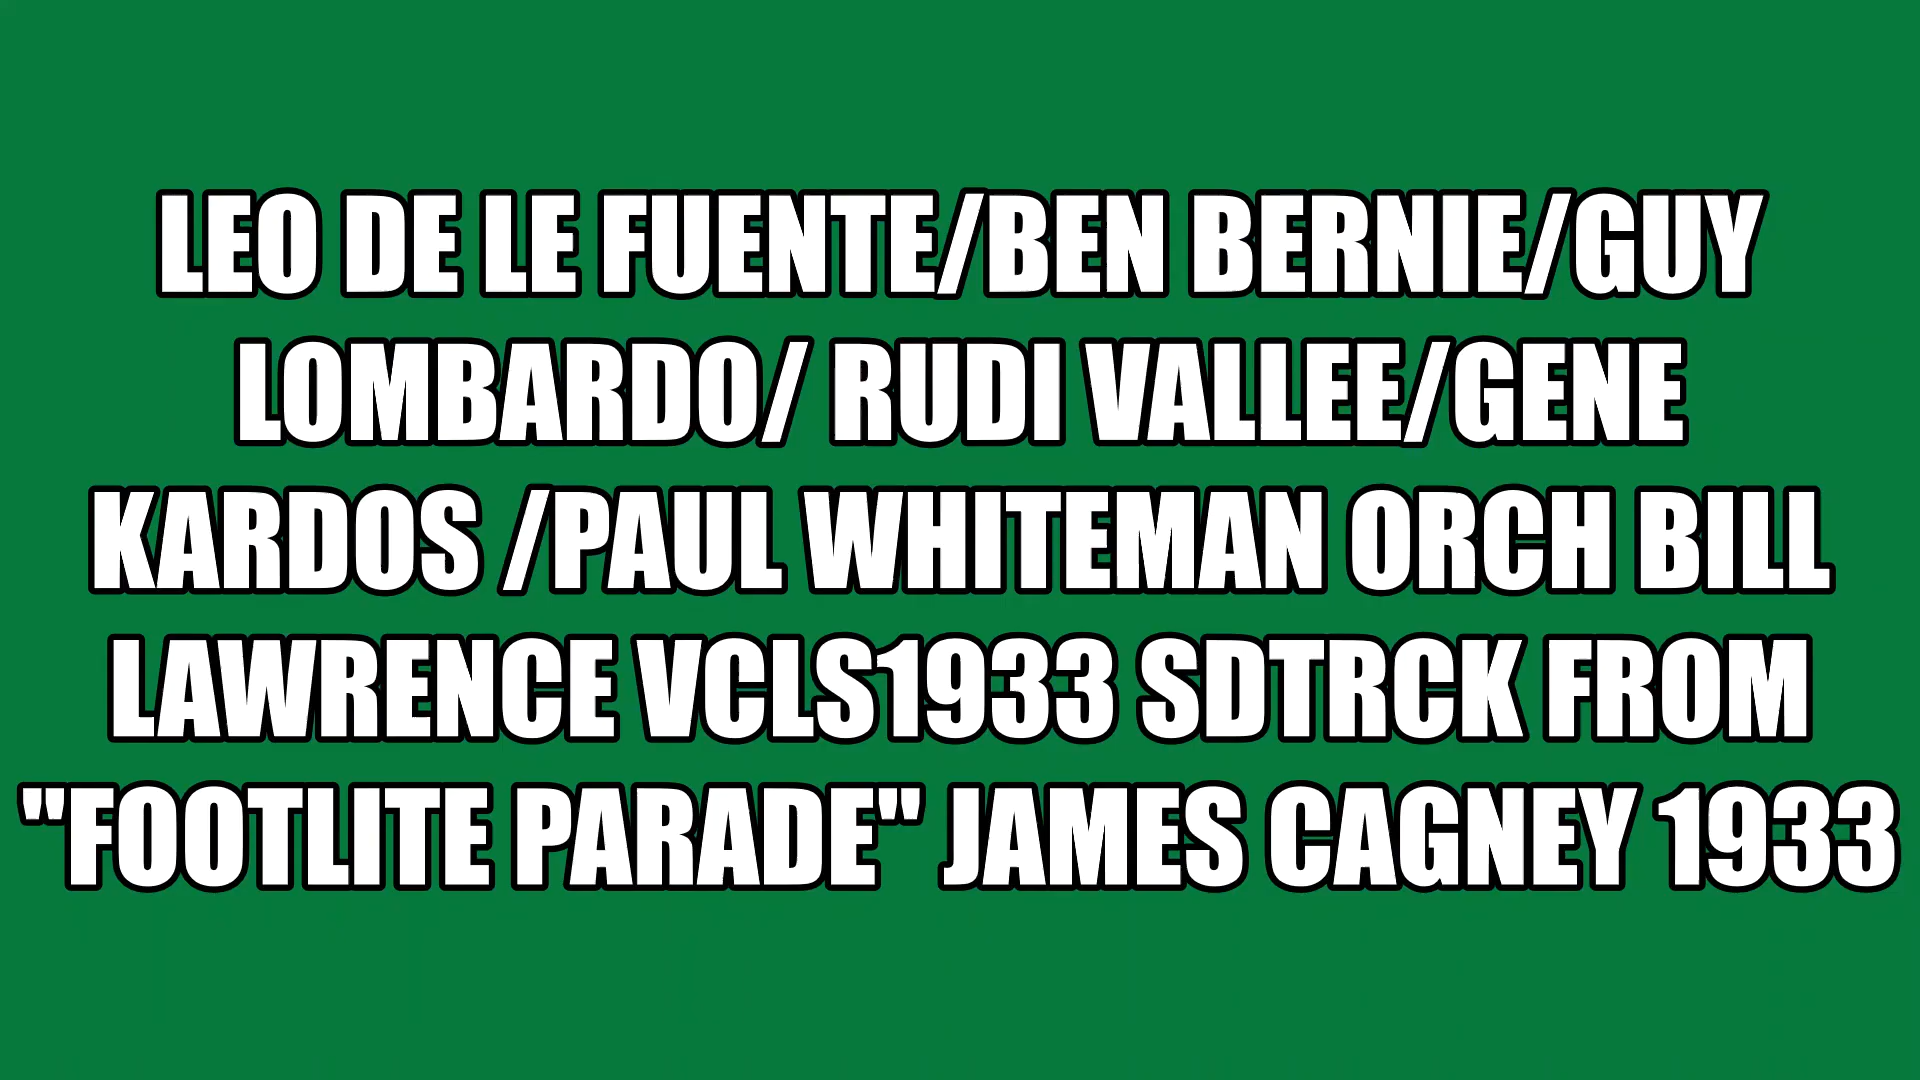 LEO DE LE FUENTE/BEN BERNIE/GUY
LOMBARDO/ RUDI VALLEE/GENE
KARDOS /PAUL WHITEMAN ORCH BILL
LAWRENCE VCLS1933 SDTRCK FROM
"FOOTLITE PARADE" JAMES CAGNEY 1933